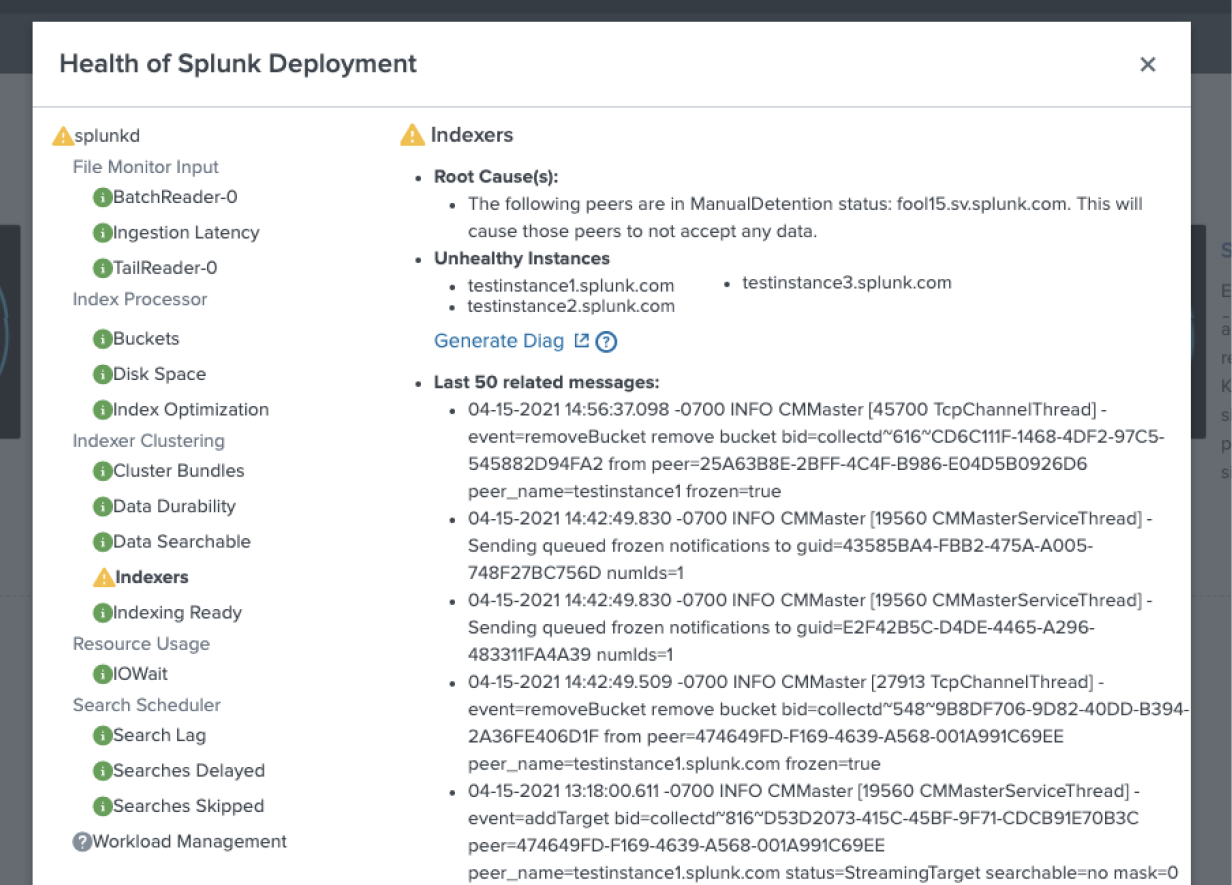 Health of Splunk Deployment
splunkd
File Monitor Input
BatchReader-0
Ingestion Latency
TailReader-0
Index Processor
Buckets
Disk Space
Index Optimization
Indexer Clustering
Cluster Bundles
Data Durability
Data Searchable
Indexers
Indexing Ready
Resource Usage
IOWait
Search Scheduler
Search Lag
Searches Delayed
Searches Skipped
Workload Management
Indexers
Root Cause(s):
The following peers are in ManualDetention status: fool15.sv.splunk.com. This will
cause those peers to not accept any data.
Unhealthy Instances
testinstance1.splunk.com
testinstance2.splunk.com
testinstance3.splunk.com
Generate Diag ?
Last 50 related messages:
04-15-2021 14:56:37.098 -0700 INFO CMMaster [45700 TcpChannelThread] -
event=removeBucket remove bucket bid=collectd~616~CD6C111F-1468-4DF2-97C5-
545882D94FA2 from peer=25A63B8E-2BFF-4C4F-B986-E04D5B0926D6
peer_name=testinstance1 frozen=true
04-15-2021 14:42:49.830 -0700 INFO CMMaster [19560 CMMasterServiceThread] -
Sending queued frozen notifications to guid=43585BA4-FBB2-475A-A005-
748F27BC756D numIds=1
04-15-2021 14:42:49.830 -0700 INFO CMMaster [19560 CMMasterServiceThread] -
Sending queued frozen notifications to guid=E2F42B5C-D4DE-4465-A296-
483311FA4A39 numIds=1
04-15-2021 14:42:49.509 -0700 INFO CMMaster [27913 TcpChannelThread] -
event=removeBucket remove bucket bid=collectd~548~9B8DF706-9D82-40DD-B394-
2A36FE406D1F from peer=474649FD-F169-4639-A568-001A991C69EE
peer_name=testinstance1.splunk.com frozen=true
04-15-2021 13:18:00.611 -0700 INFO CMMaster [19560 CMMasterServiceThread] -
event=addTarget bid=collectd~816~D53D2073-415C-45BF-9F71-CDCB91E70B3C
peer=474649FD-F169-4639-A568-001A991C69EE
peer_name=testinstance1.splunk.com status=StreamingTarget searchable=no mask=0